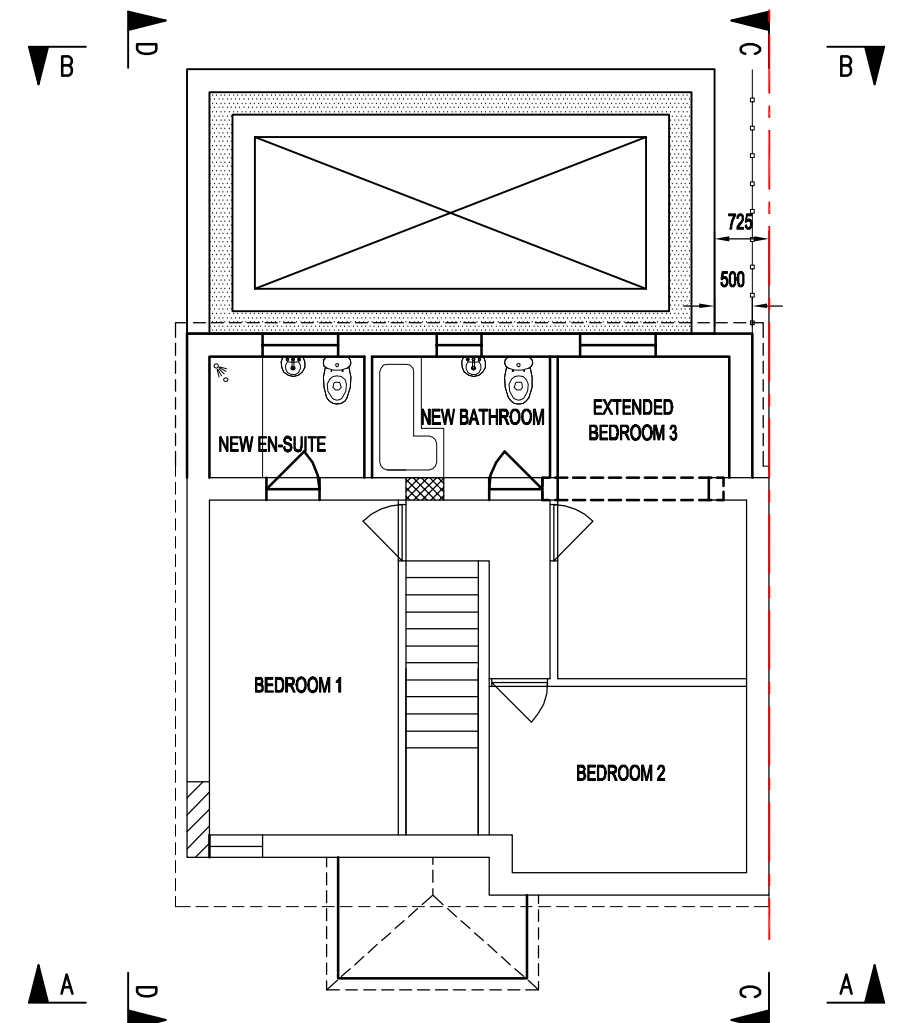 D
C
B
B
725
500
NEW EN-SUITE
NEW BATHROOM
EXTENDED
BEDROOM 3
BEDROOM 1
BEDROOM 2
A
D
C
A